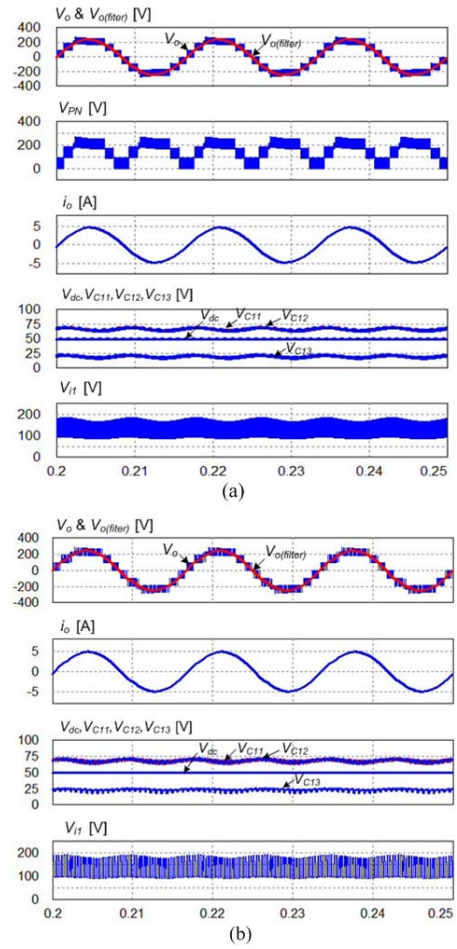 Vo & Vo(fiter) [V]
400
200
0
-200
-400
Vo
Vo(filter)
VPN [V]
400
200
0
io [A]
5
0
-5
Vdc,VC11,VC12,VC13 [V]
100
75
50
25
0
Vdc
VC11
VC12
VC13
Vi1 [V]
200
100
0
0.2 0.21 0.22 0.23 0.24 0.25
(a)
Vo & Vo(fiter) [V]
400
200
0
-200
-400
Vo
Vo(filter)
io [A]
5
0
-5
Vdc,VC11,VC12,VC13 [V]
100
75
50
25
0
Vdc
VC11
VC12
VC13
Vi1 [V]
200
100
0
0.2 0.21 0.22 0.23 0.24 0.25
(b)